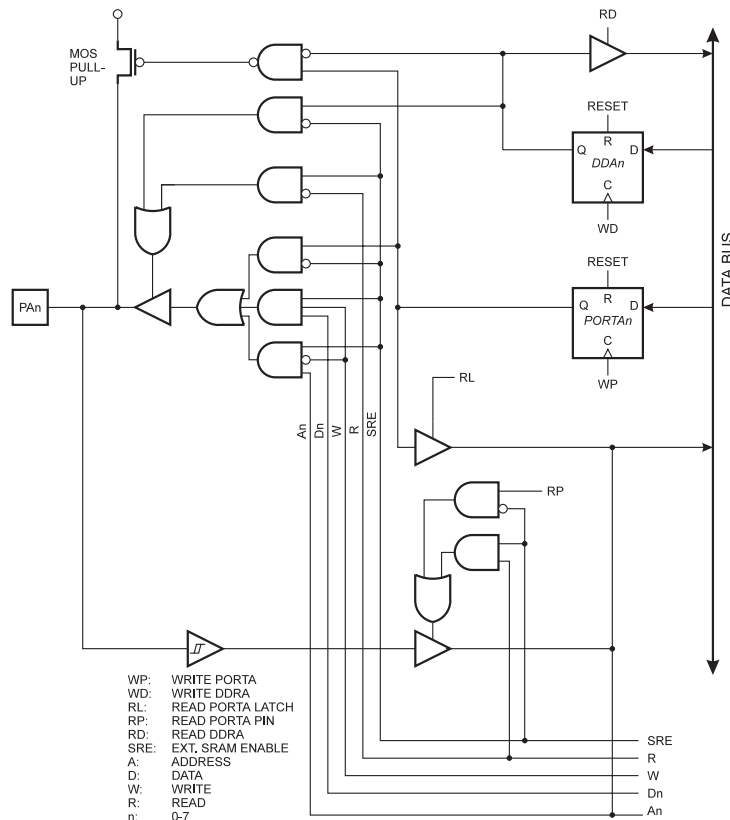 RD
MOS
PULL-
UP
RESET
Q
R
D
DDAn
C
WD
RESET
Q
R
D
PORTAn
C
WP
DATA BUS
PAn
RL
An
Dn
W
R
SRE
RP
WP: WRITE PORTA
WD: WRITE DDRA
RL: READ PORTA LATCH
RP: READ PORTA PIN
RD: READ DDRA
SRE: EXT. SRAM ENABLE
A: ADDRESS
D: DATA
W: WRITE
R: READ
n: 0-7
SRE
R
W
Dn
An